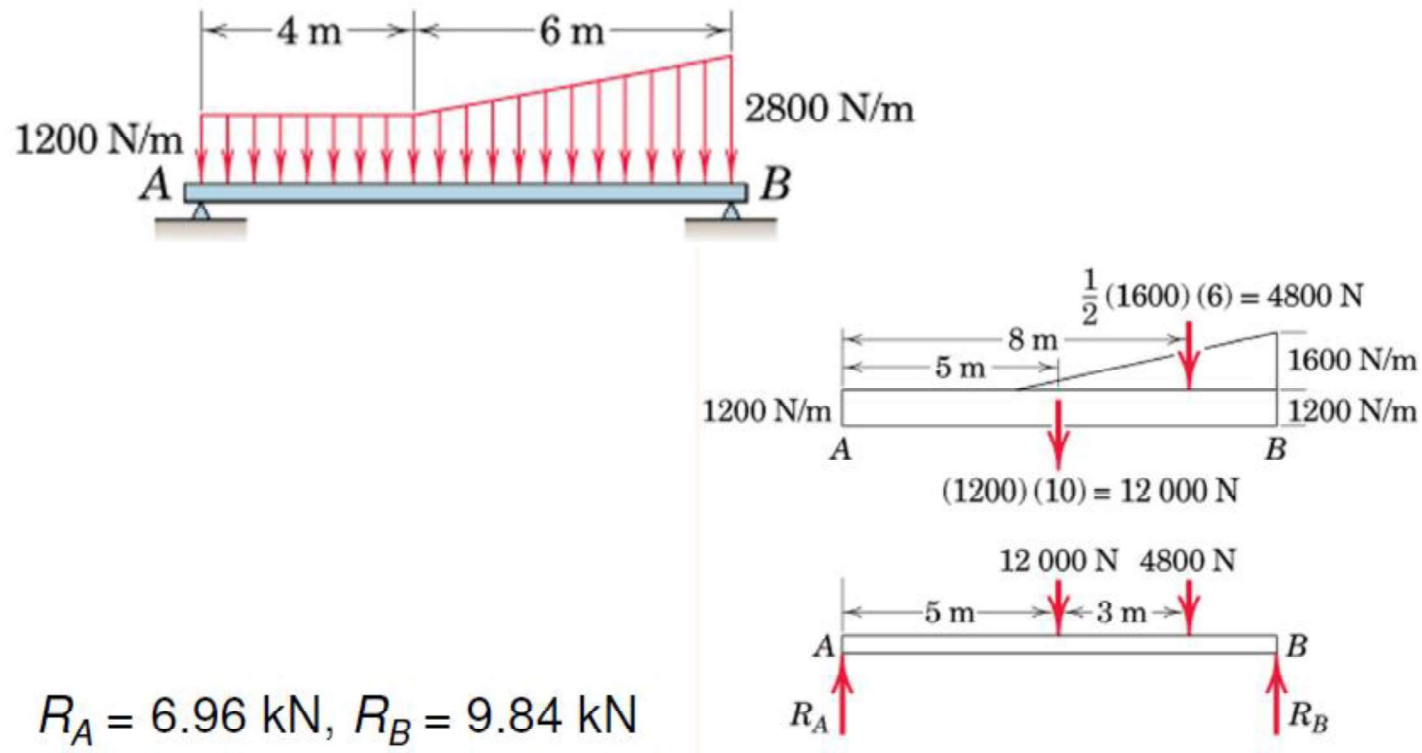 4 m 6 m
1200 N/m 2800 N/m
A B
1/2 (1600) (6) = 4800 N
8 m
5 m 1600 N/m
1200 N/m 1200 N/m
A B
(1200) (10) = 12 000 N
12 000 N 4800 N
5 m 3 m
A B
R_A R_B
R_A = 6.96 kN, R_B = 9.84 kN